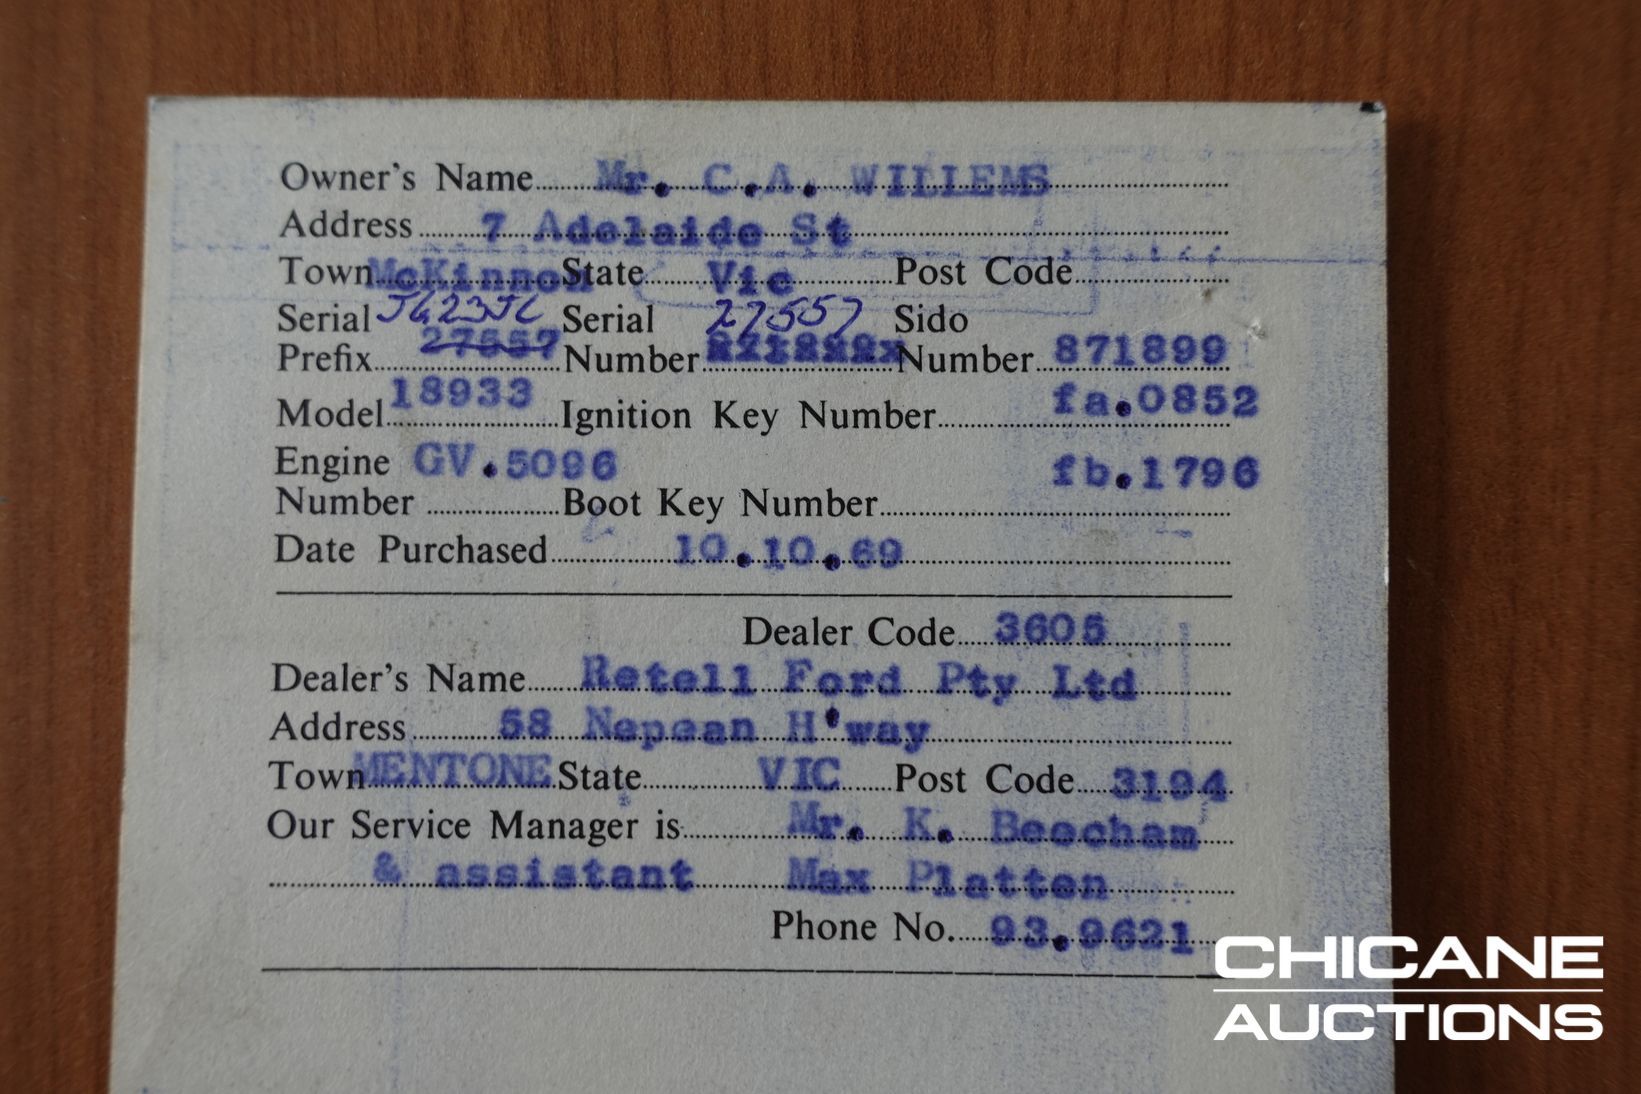 Owner's Name Mr. C.A. WILLEMS
Address 7 Adelaide St
Town McKinnon State Vic Post Code
Serial JG23JC Serial 27557 Sido
Prefix 27557 Number Number 871899
Model 18933 Ignition Key Number fa.0852
Engine GV.5096 fb.1796
Number Boot Key Number
Date Purchased 10.10.69
Dealer Code 3605
Dealer's Name Retell Ford Pty Ltd
Address 58 Nepean H'way
Town MENTONE State VIC Post Code 3194
Our Service Manager is Mr. K. Beecham
& assistant Max Platten
Phone No. 93.9621
CHICANE
AUCTIONS